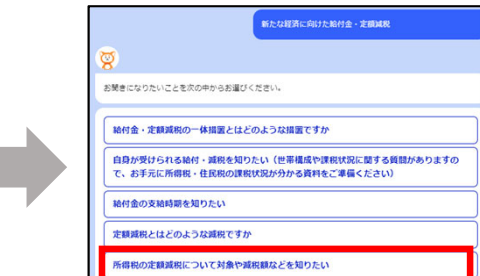 新たな経済に向けた給付金・定額減税
お聞きになりたいことを次の中からお選びください。
給付金・定額減税の一体措置とはどのような措置ですか
自身が受けられる給付・減税を知りたい（世帯構成や課税状況に関する質問がありますの
で、お手元に所得税・住民税の課税状況が分かる資料をご準備ください）
給付金の支給時期を知りたい
定額減税とはどのような減税ですか
所得税の定額減税について対象や減税額などを知りたい